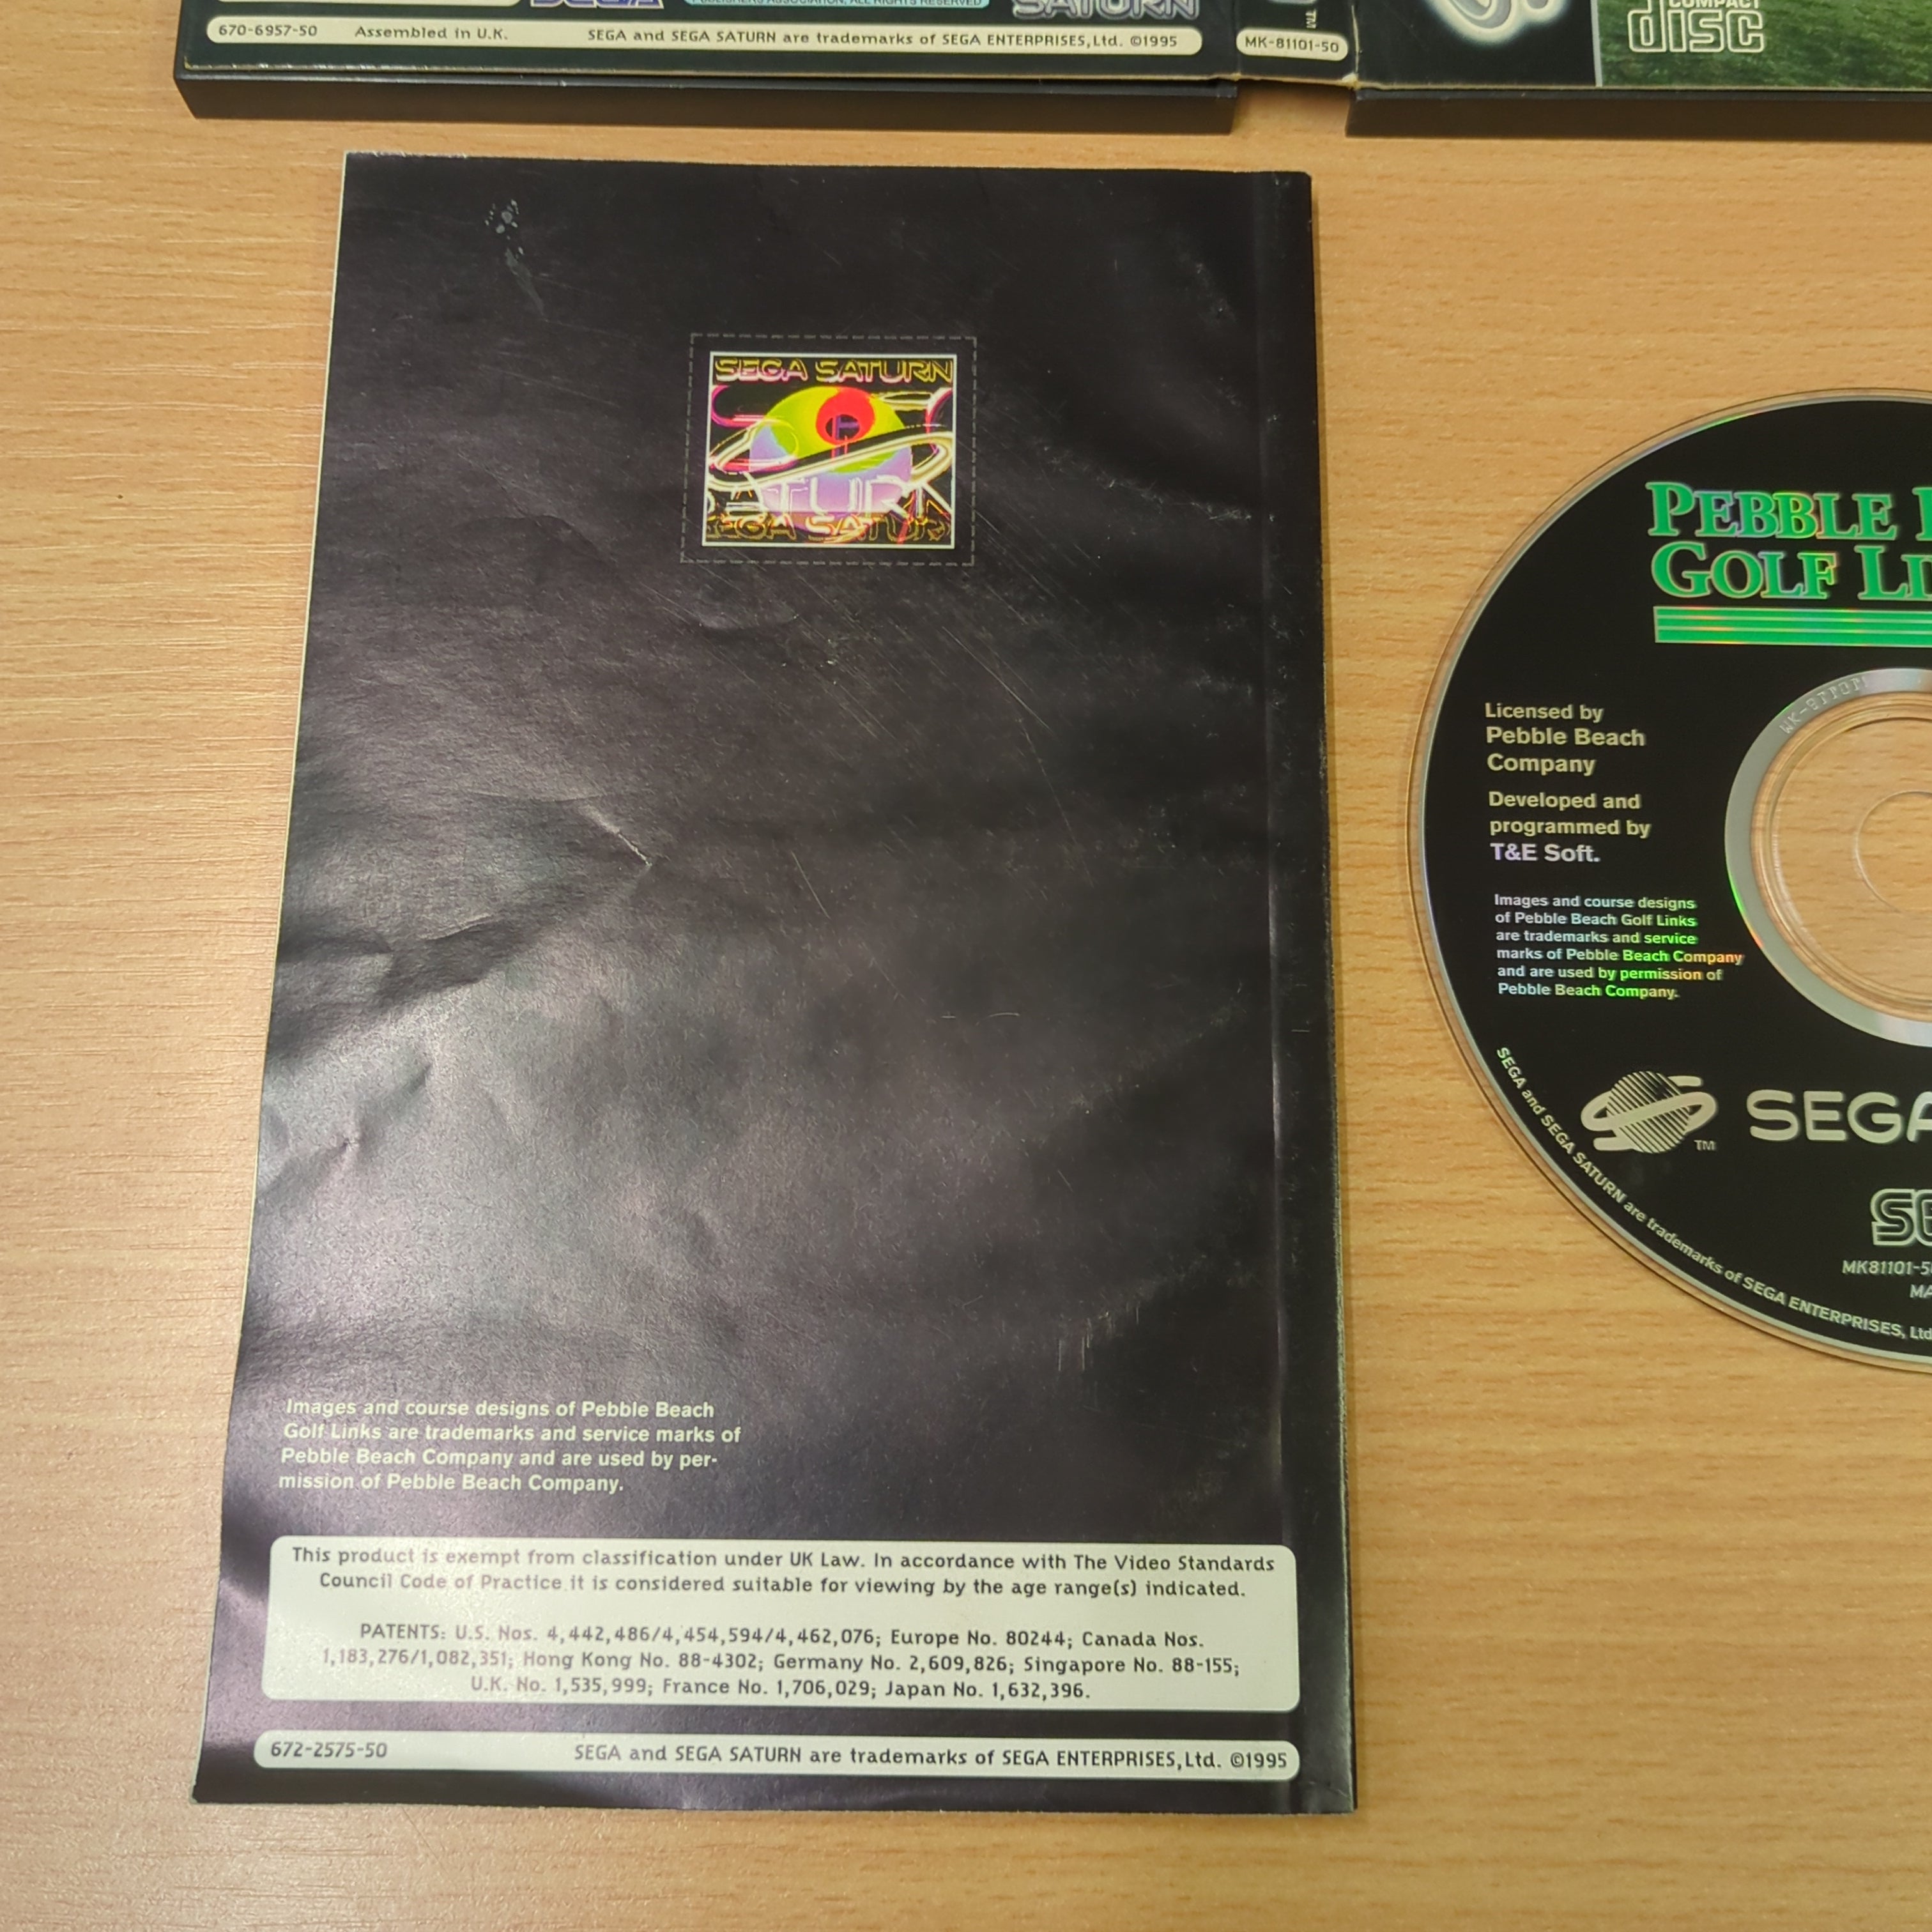 670-6957-50 Assembled in U.K. SEGA and SEGA SATURN are trademarks of SEGA ENTERPRISES,Ltd. ©1995
MK-81101-50
COMPACT
disc
SEGA
SATURN
SEGA SATURN
Images and course designs of Pebble Beach
Golf Links are trademarks and service marks of
Pebble Beach Company and are used by per-
mission of Pebble Beach Company.
This product is exempt from classification under UK Law. In accordance with The Video Standards
Council Code of Practice it is considered suitable for viewing by the age range(s) indicated.
PATENTS: U.S. Nos. 4,442,486/4,454,594/4,462,076; Europe No. 80244; Canada Nos.
1,183,276/1,082,351; Hong Kong No. 88-4302; Germany No. 2,609,826; Singapore No. 88-155;
U.K. No. 1,535,999; France No. 1,706,029; Japan No. 1,632,396.
672-2575-50 SEGA and SEGA SATURN are trademarks of SEGA ENTERPRISES,Ltd. ©1995
PEBBLE
GOLF
Licensed by
Pebble Beach
Company
Developed and
programmed by
T&E Soft.
Images and course designs
of Pebble Beach Golf Links
are trademarks and service
marks of Pebble Beach Company
and are used by permission of
Pebble Beach Company.
TM
SEGA
SEGA and SEGA SATURN are trademarks of SEGA ENTERPRISES, Ltd